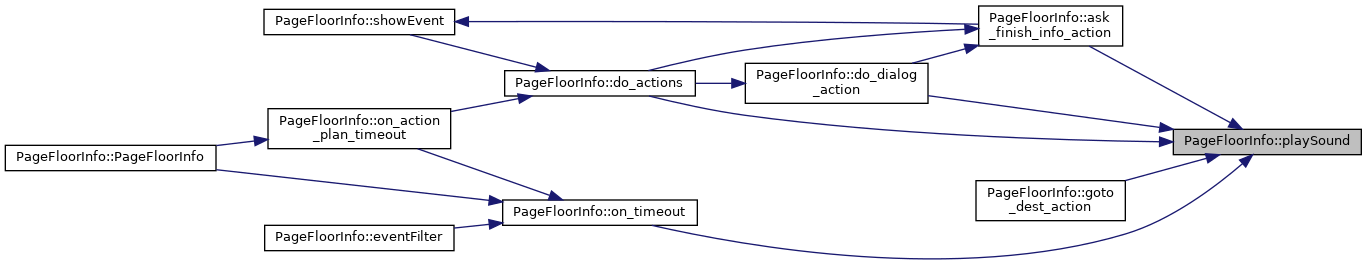 PageFloorInfo::showEvent
PageFloorInfo::ask
_finish_info_action
PageFloorInfo::do_actions
PageFloorInfo::do_dialog
_action
PageFloorInfo::on_action
_plan_timeout
PageFloorInfo::PageFloorInfo
PageFloorInfo::playSound
PageFloorInfo::goto
_dest_action
PageFloorInfo::on_timeout
PageFloorInfo::eventFilter